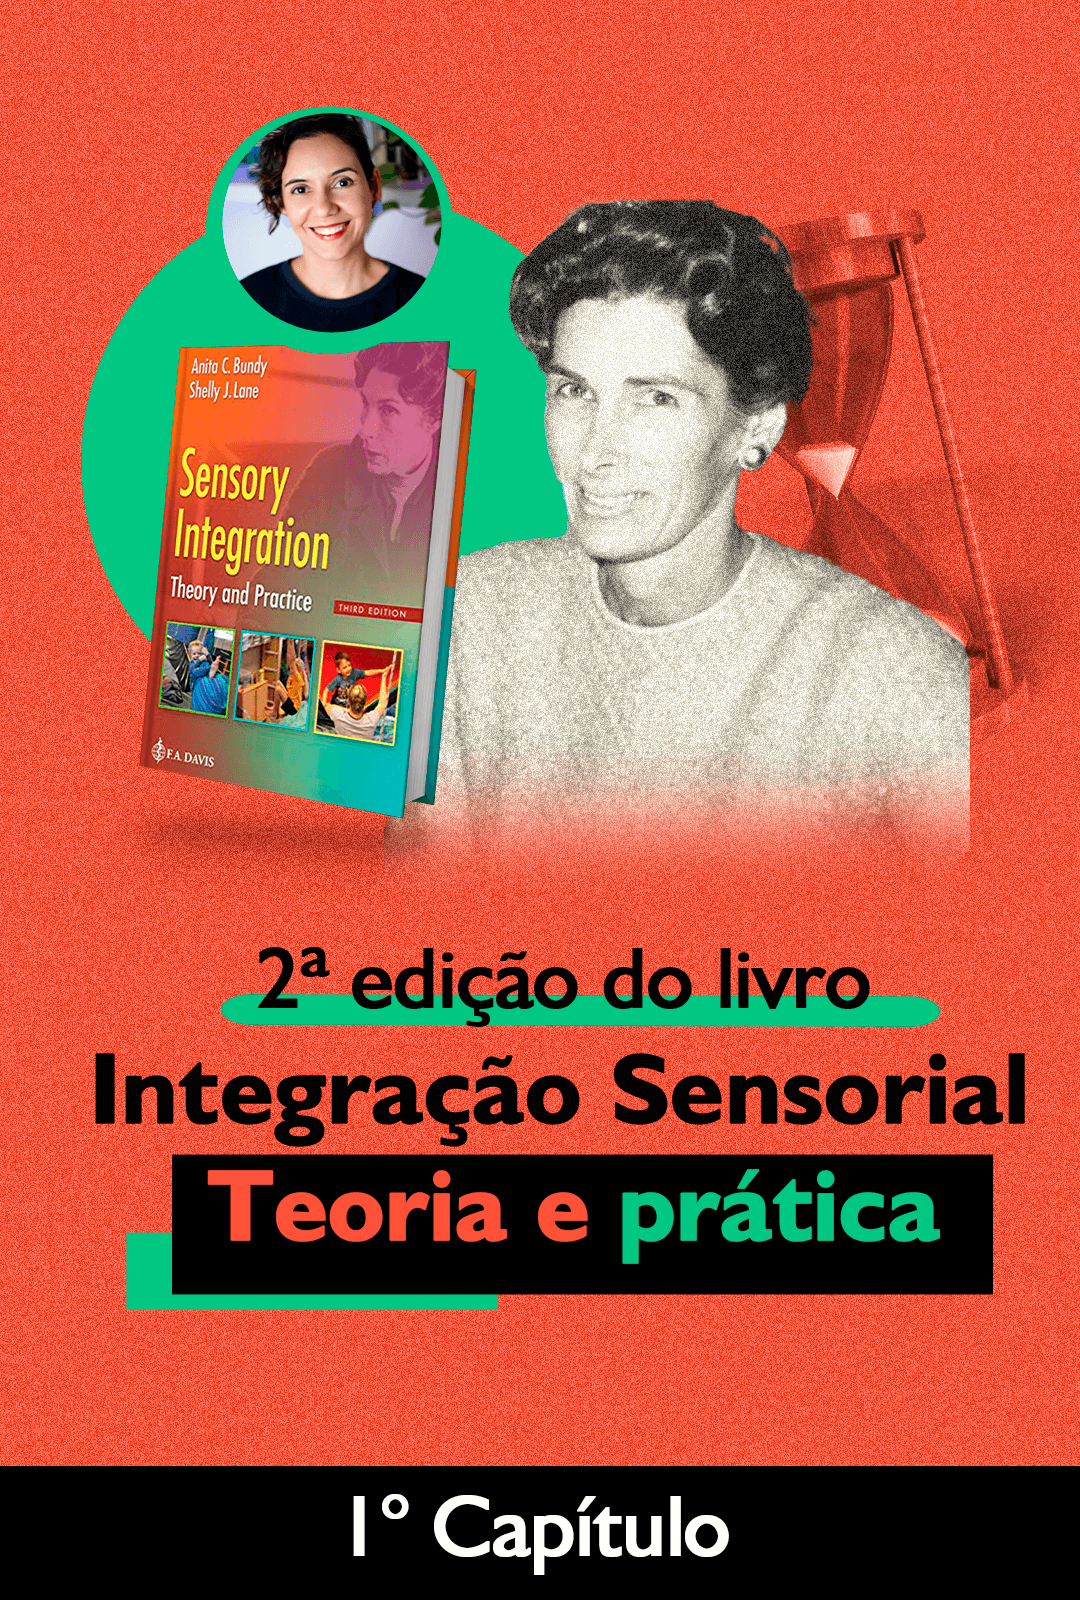 Anita C. Bundy
Shelly J. Lane
Sensory
Integration
Theory and Practice
THIRD EDITION
F.A. DAVIS
2ª edição do livro
Integração Sensorial
Teoria e prática
1º Capítulo